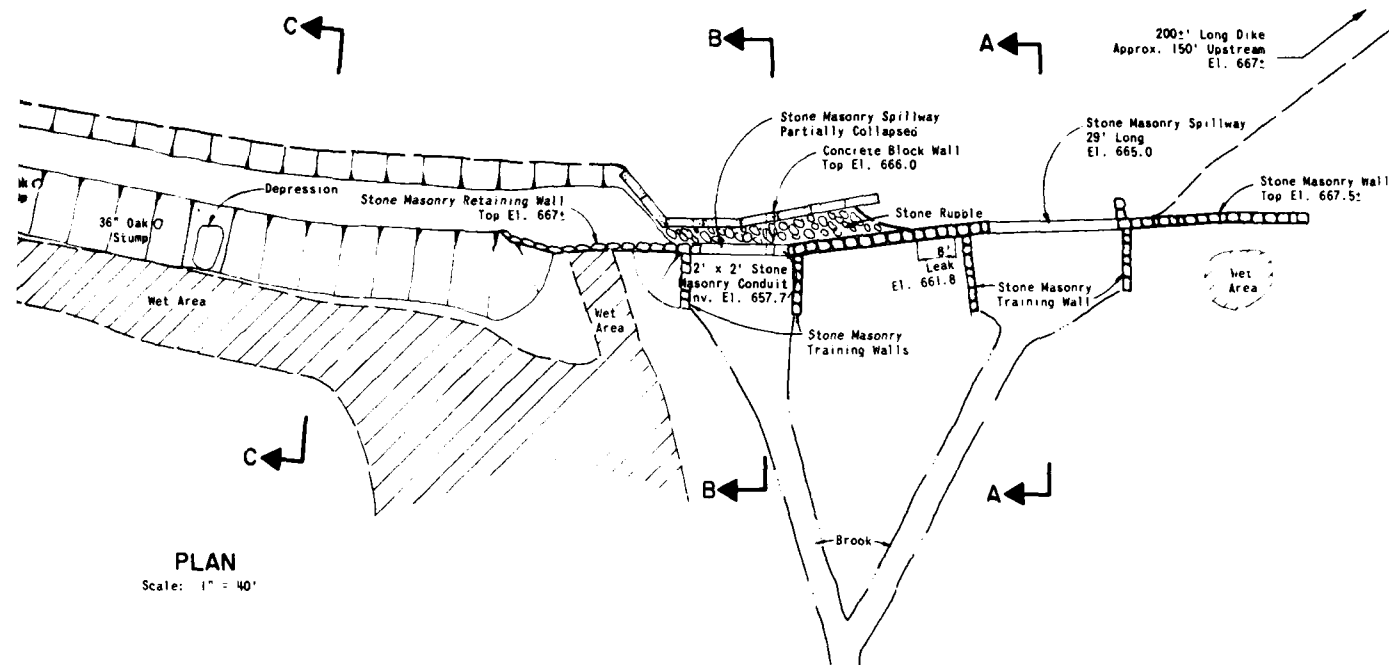 C
B
A
200±' Long Dike
Approx. 150' Upstream
El. 667±
Stone Masonry Spillway
Partially Collapsed
Stone Masonry Spillway
29' Long
El. 665.0
Concrete Block Wall
Top El. 666.0
Stone Masonry Wall
Top El. 667.5±
Depression
Stone Masonry Retaining Wall
Top El. 667±
36" Oak
Stump
Stone Rubble
8'
Leak
El. 661.8
2' x 2' Stone
Masonry Conduit
Inv. El. 657.7
Wet Area
Wet
Area
Stone Masonry
Training Wall
Wet
Area
Stone Masonry
Training Walls
C
B
A
Brook
PLAN
Scale: 1" = 40'